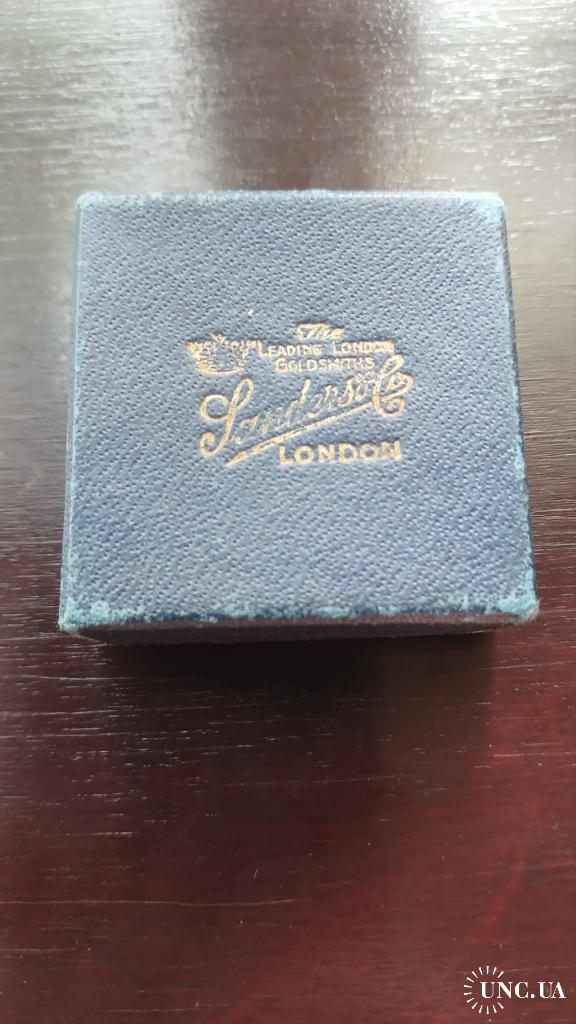 The
LEADING LONDON
GOLDSMITHS
Sanders & Co
LONDON
UNC.UA